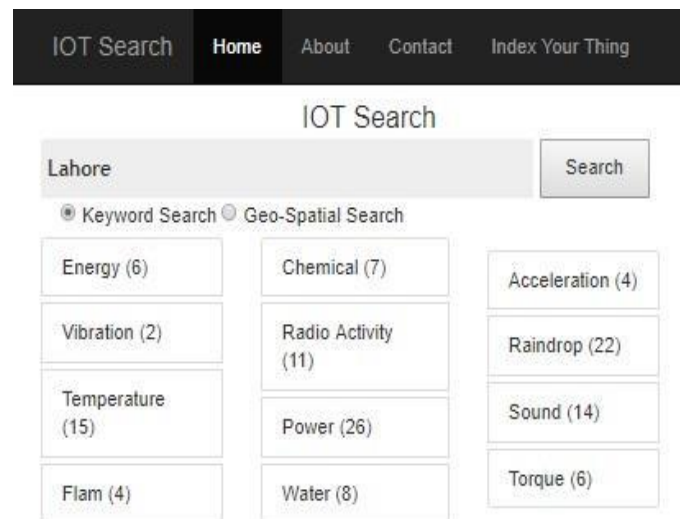 IOT Search Home About Contact Index Your Thing
IOT Search
Lahore Search
Keyword Search Geo-Spatial Search
Energy (6)
Vibration (2)
Temperature
(15)
Flam (4)
Chemical (7)
Radio Activity
(11)
Power (26)
Water (8)
Acceleration (4)
Raindrop (22)
Sound (14)
Torque (6)